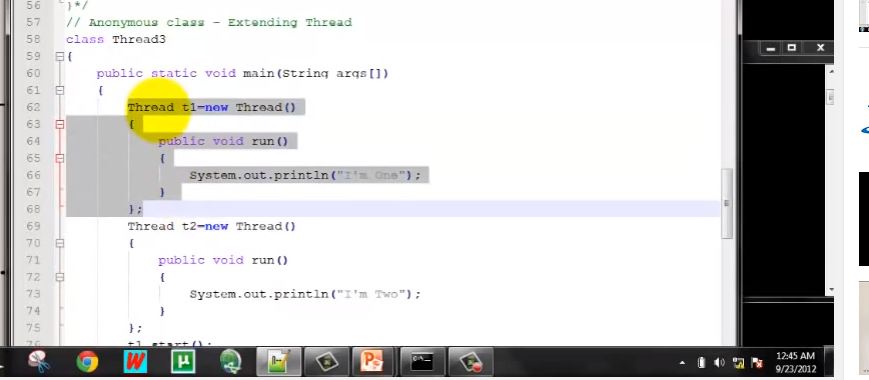 56 }*/
57 // Anonymous class - Extending Thread
58 class Thread3
59 {
60 public static void main(String args[])
61 {
62 Thread t1=new Thread()
63 {
64 public void run()
65 {
66 System.out.println("I'm One");
67 }
68 };
69 Thread t2=new Thread()
70 {
71 public void run()
72 {
73 System.out.println("I'm Two");
74 }
75 };
76 t1.start();
12:45 AM
9/23/2012